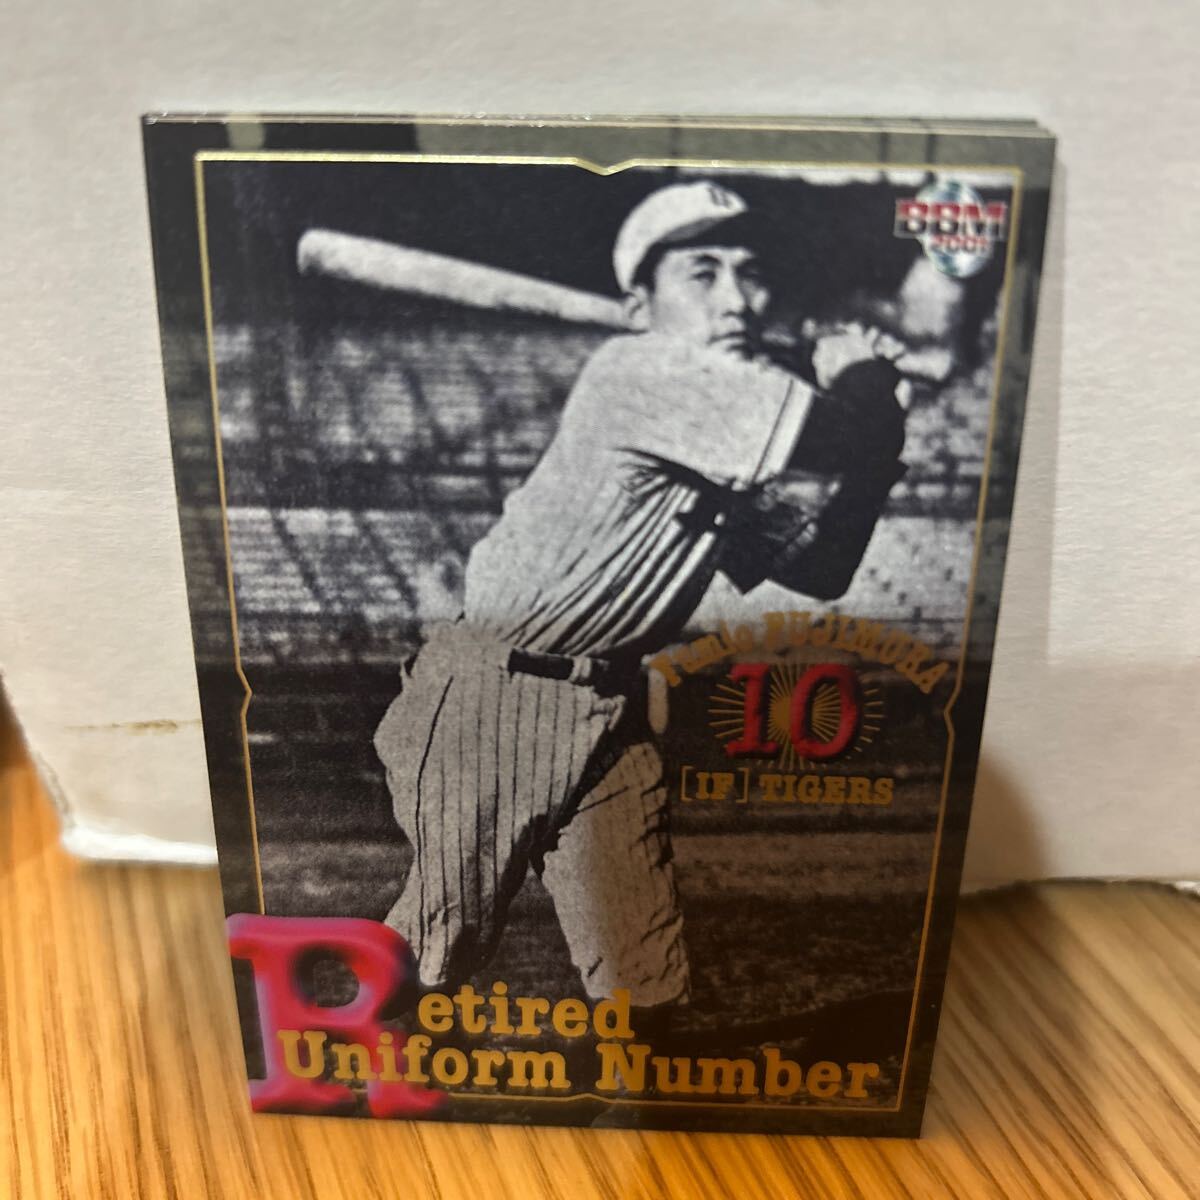 BBM
2001
Fumio FUJIMURA
10
[IF] TIGERS
Retired
Uniform Number